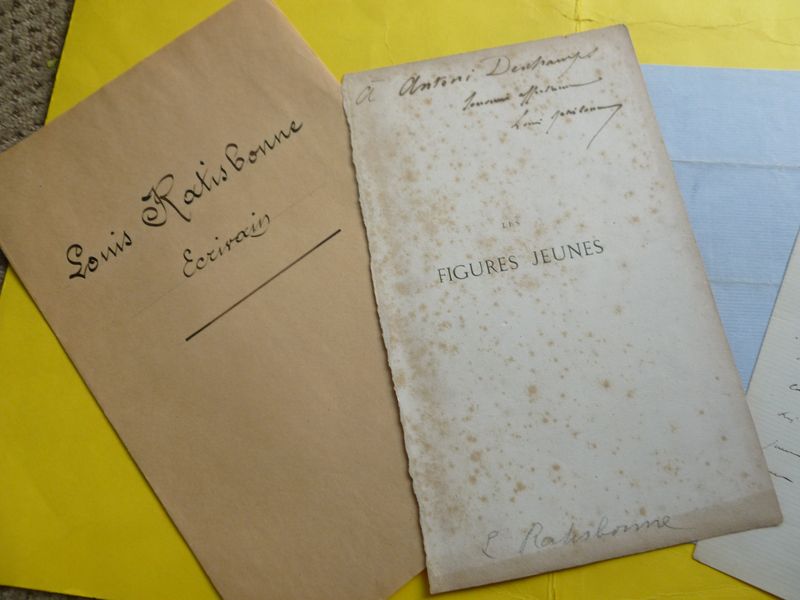 Louis Ratisbonne
Ecrivain
A Antoni Deschamps
Souvenir affectueux
Louis Ratisbonne
LES
FIGURES JEUNES
L Ratisbonne